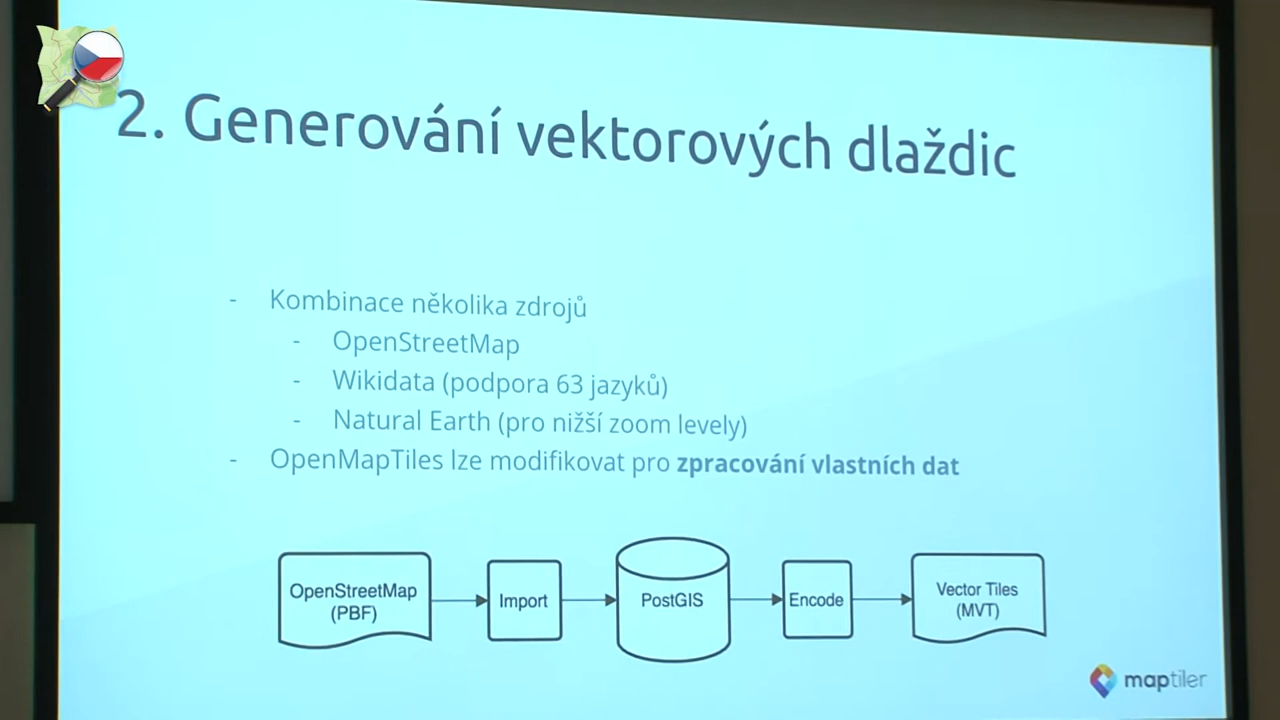 2. Generování vektorových dlaždic
- Kombinace několika zdrojů
- OpenStreetMap
- Wikidata (podpora 63 jazyků)
- Natural Earth (pro nižší zoom levely)
- OpenMapTiles lze modifikovat pro zpracování vlastních dat
OpenStreetMap
(PBF)
Import
PostGIS
Encode
Vector Tiles
(MVT)
maptiler